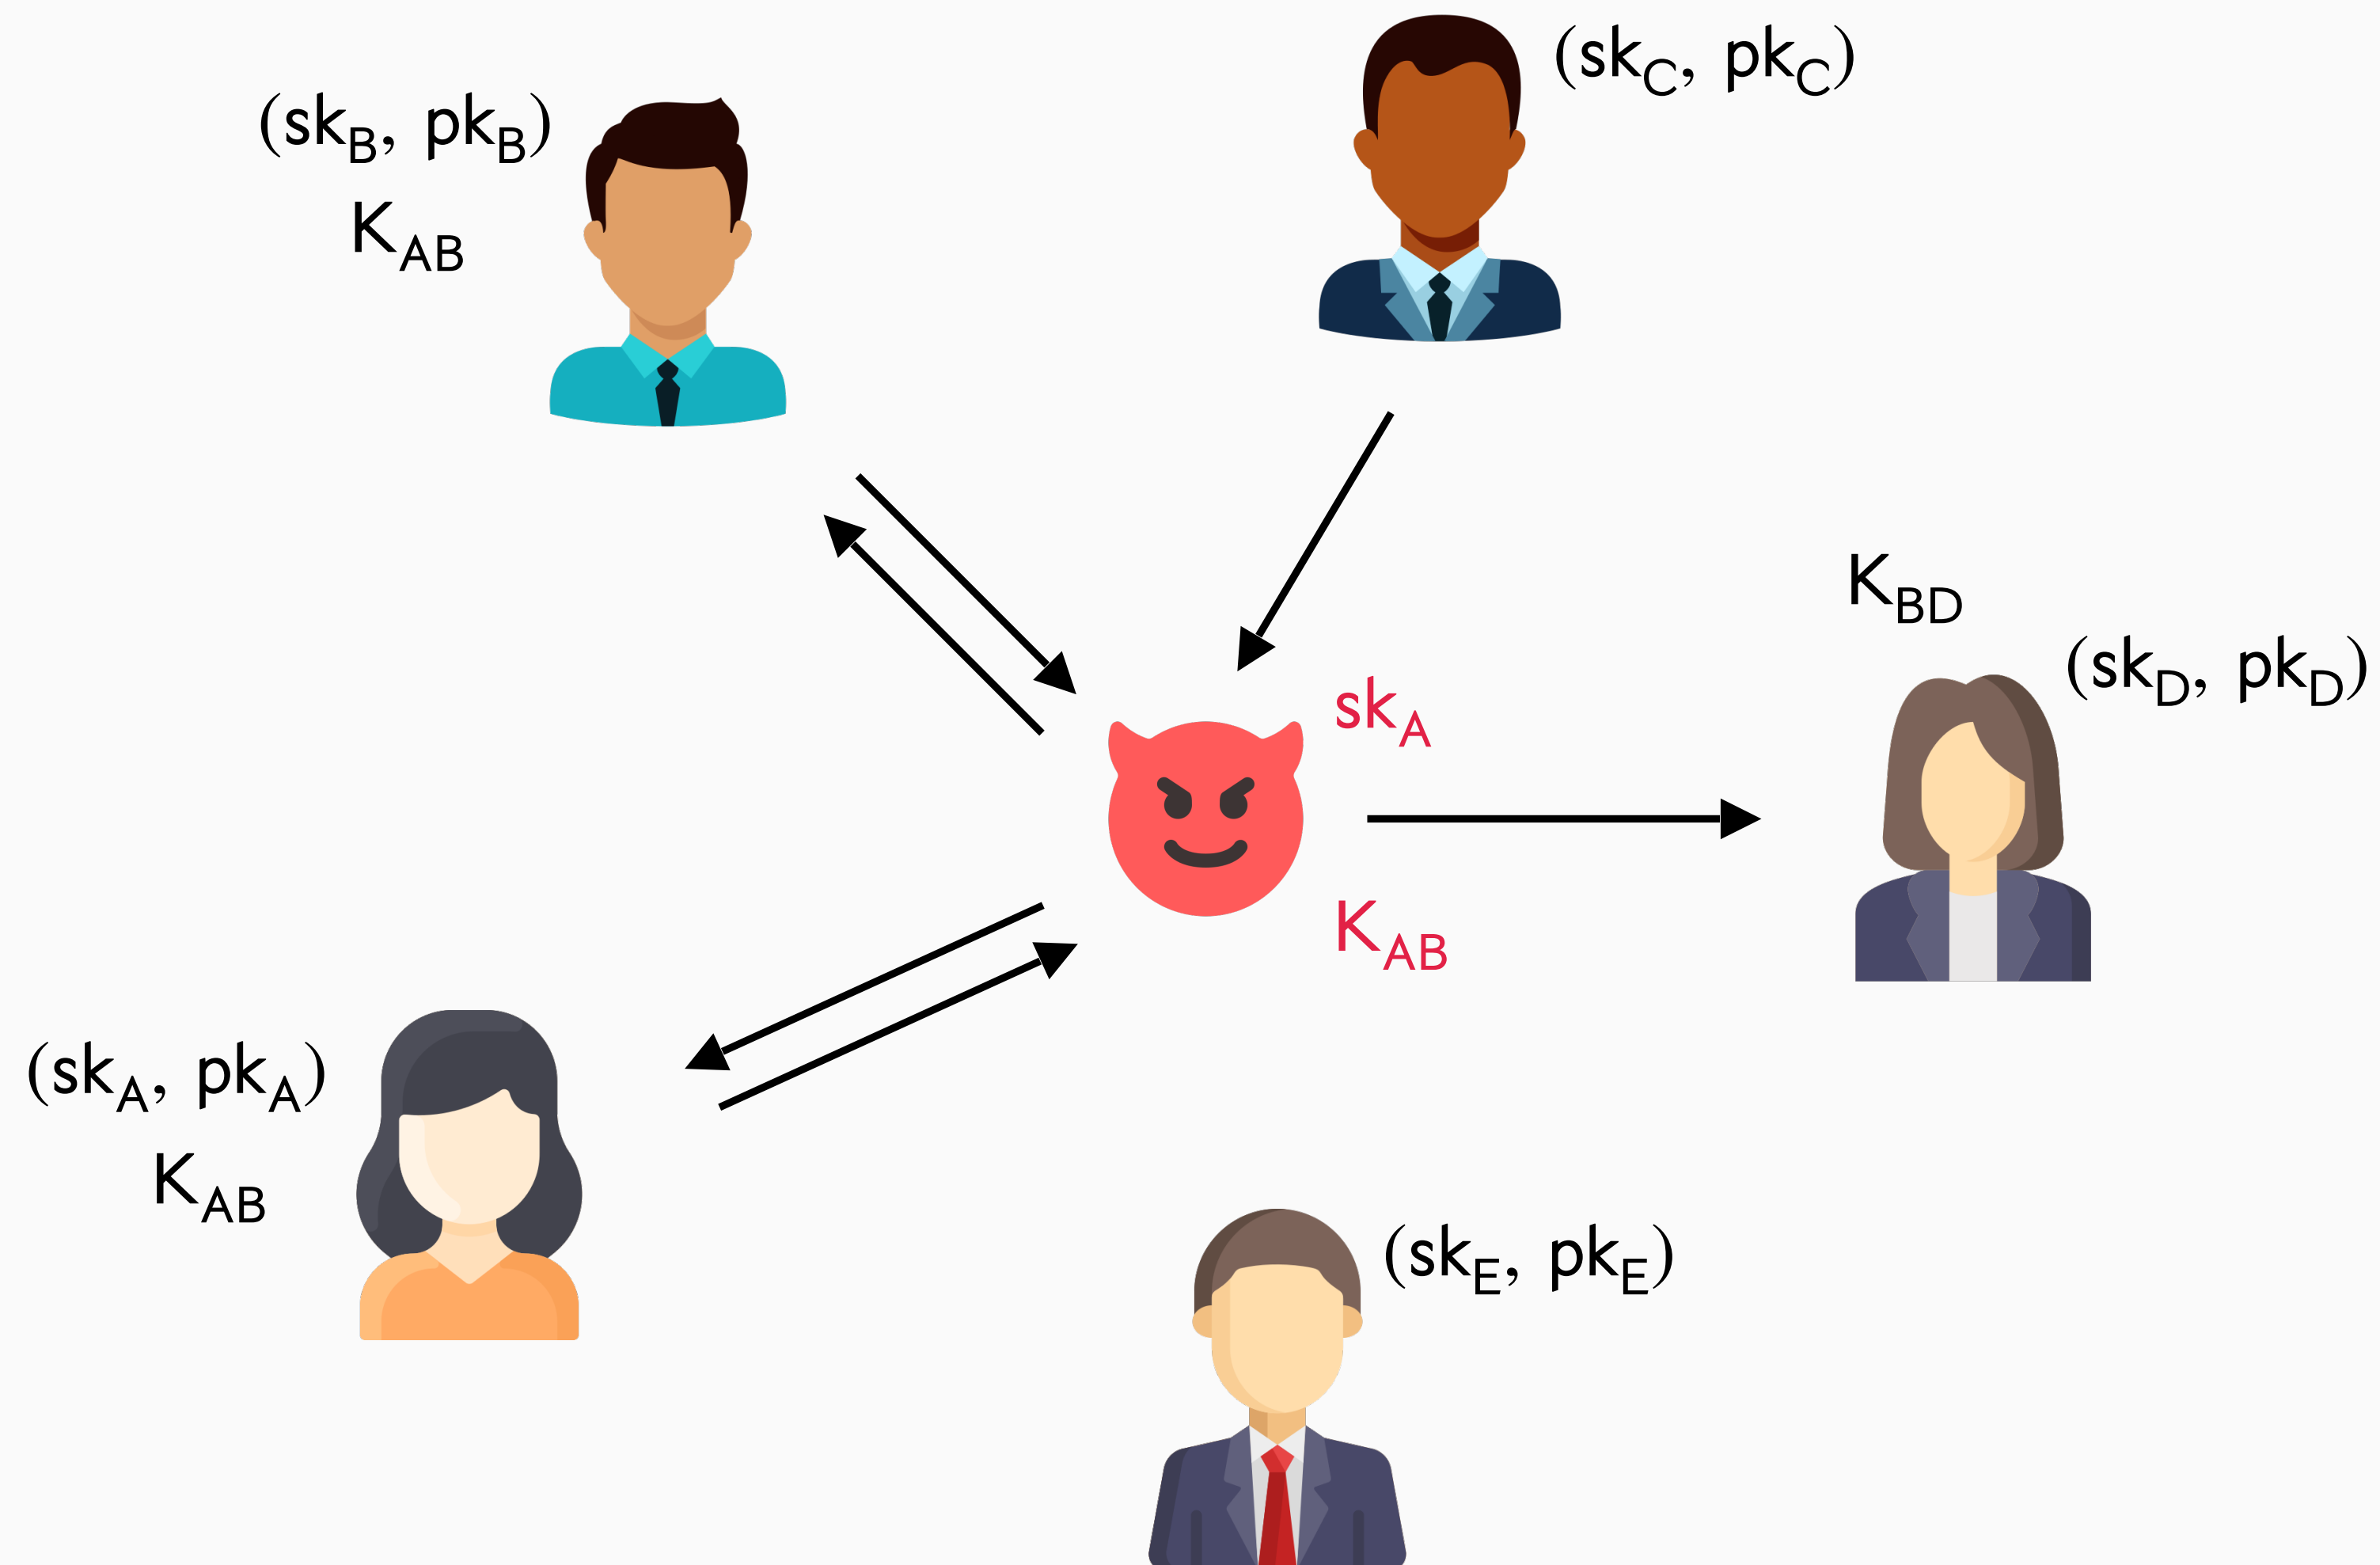 (sk_C, pk_C)
(sk_B, pk_B)
K_AB
K_BD
(sk_D, pk_D)
sk_A
K_AB
(sk_A, pk_A)
K_AB
(sk_E, pk_E)